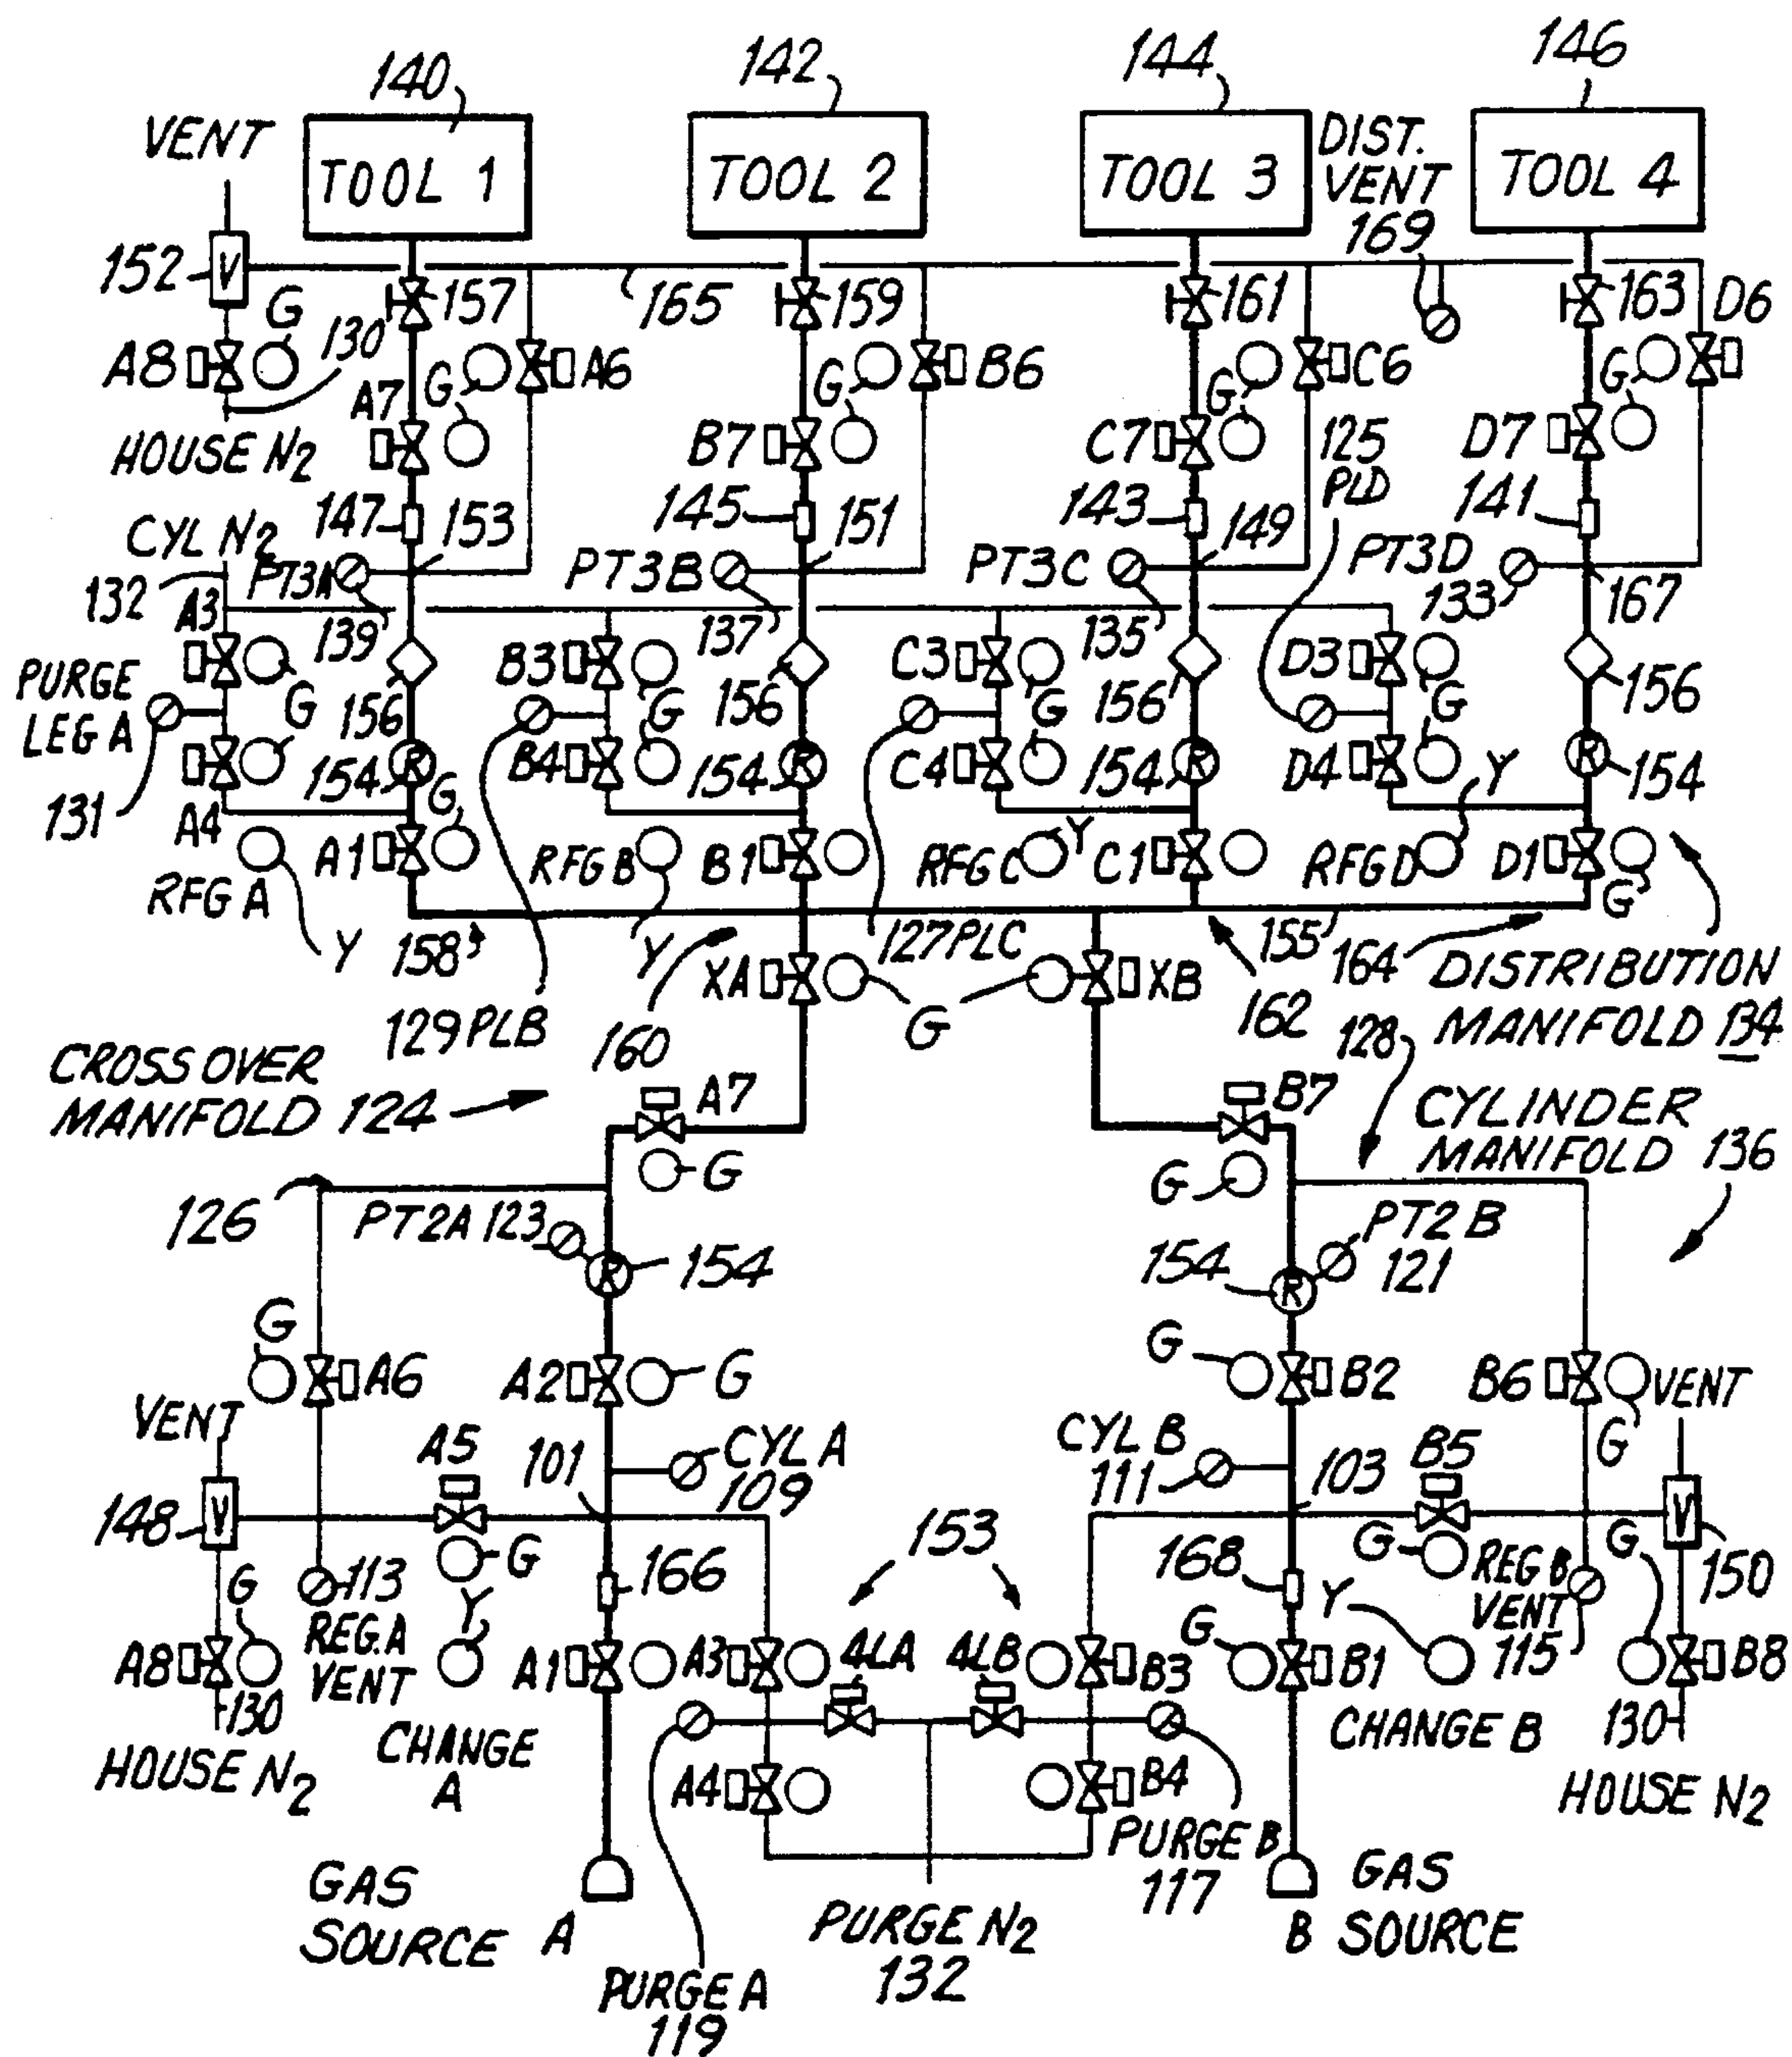 140
142
144
146
VENT
TOOL 1
TOOL 2
TOOL 3
DIST.
VENT
169
TOOL 4
152
V
G
157
165
159
161
163
D6
A8
130
A7
G
A6
G
B6
G
C6
G
HOUSE N2
B7
C7
125
PLD
D7
147
153
145
151
143
149
141
CYL N2
132
PT3A
PT3B
PT3C
PT3D
133
167
A3
139
137
135
PURGE
LEG A
G
G
156
B3
G
156
C3
G
156
D3
G
156
131
A4
154
R
G
B4
154
R
C4
154
R
D4
Y
R
154
RFG A
Y
A1
RFG B
Y
B1
RFG C
Y
C1
RFG D
D1
G
158
127 PLC
155
164
DISTRIBUTION
MANIFOLD 134
129 PLB
160
XA
G
XB
162
128
CROSSOVER
MANIFOLD 124
A7
G
B7
G
CYLINDER
MANIFOLD 136
126
PT2A 123
R
154
154
R
PT2B
121
G
A6
A2
G
G
B2
B6
G
VENT
VENT
148
V
A5
G
101
CYL A
109
CYL B
111
103
B5
G
G
V
150
113
REG.A
VENT
166
153
168
REG B
VENT
115
A8
G
130
HOUSE N2
Y
CHANGE
A
A1
A3
4LA
4LB
B3
G
B1
Y
CHANGE B
B8
130
HOUSE N2
A4
B4
GAS
SOURCE A
PURGE N2
132
PURGE B
117
GAS
B SOURCE
PURGE A
119